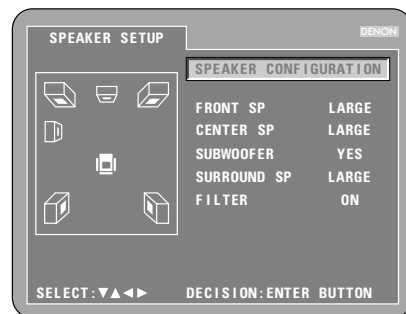 SPEAKER SETUP
DENON
SPEAKER CONFIGURATION
FRONT SP LARGE
CENTER SP LARGE
SUBWOOFER YES
SURROUND SP LARGE
FILTER ON
SELECT:▼▲◀▶ DECISION:ENTER BUTTON